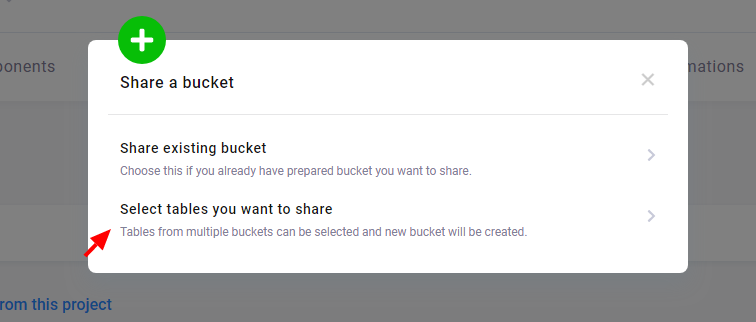 ponents
mations
Share a bucket
Share existing bucket
Choose this if you already have prepared bucket you want to share.
Select tables you want to share
Tables from multiple buckets can be selected and new bucket will be created.
rom this project